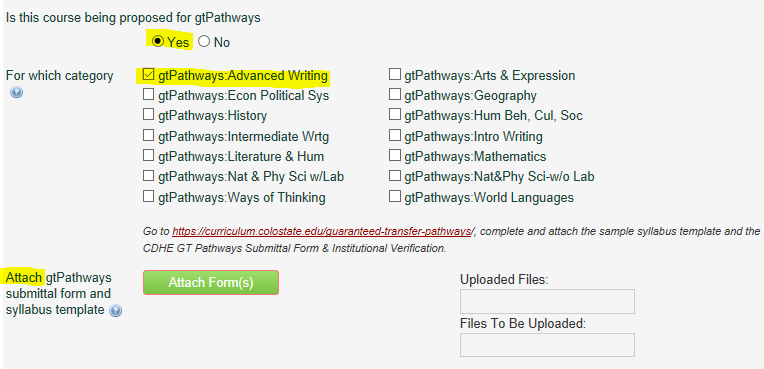 Is this course being proposed for gtPathways
Yes No
For which category
gtPathways:Advanced Writing gtPathways:Arts & Expression
gtPathways:Econ Political Sys gtPathways:Geography
gtPathways:History gtPathways:Hum Beh, Cul, Soc
gtPathways:Intermediate Wrtg gtPathways:Intro Writing
gtPathways:Literature & Hum gtPathways:Mathematics
gtPathways:Nat & Phy Sci w/Lab gtPathways:Nat&Phy Sci-w/o Lab
gtPathways:Ways of Thinking gtPathways:World Languages
Go to https://curriculum.colostate.edu/guaranteed-transfer-pathways/, complete and attach the sample syllabus template and the
CDHE GT Pathways Submittal Form & Institutional Verification.
Attach gtPathways
submittal form and
syllabus template
Attach Form(s)
Uploaded Files:
Files To Be Uploaded: